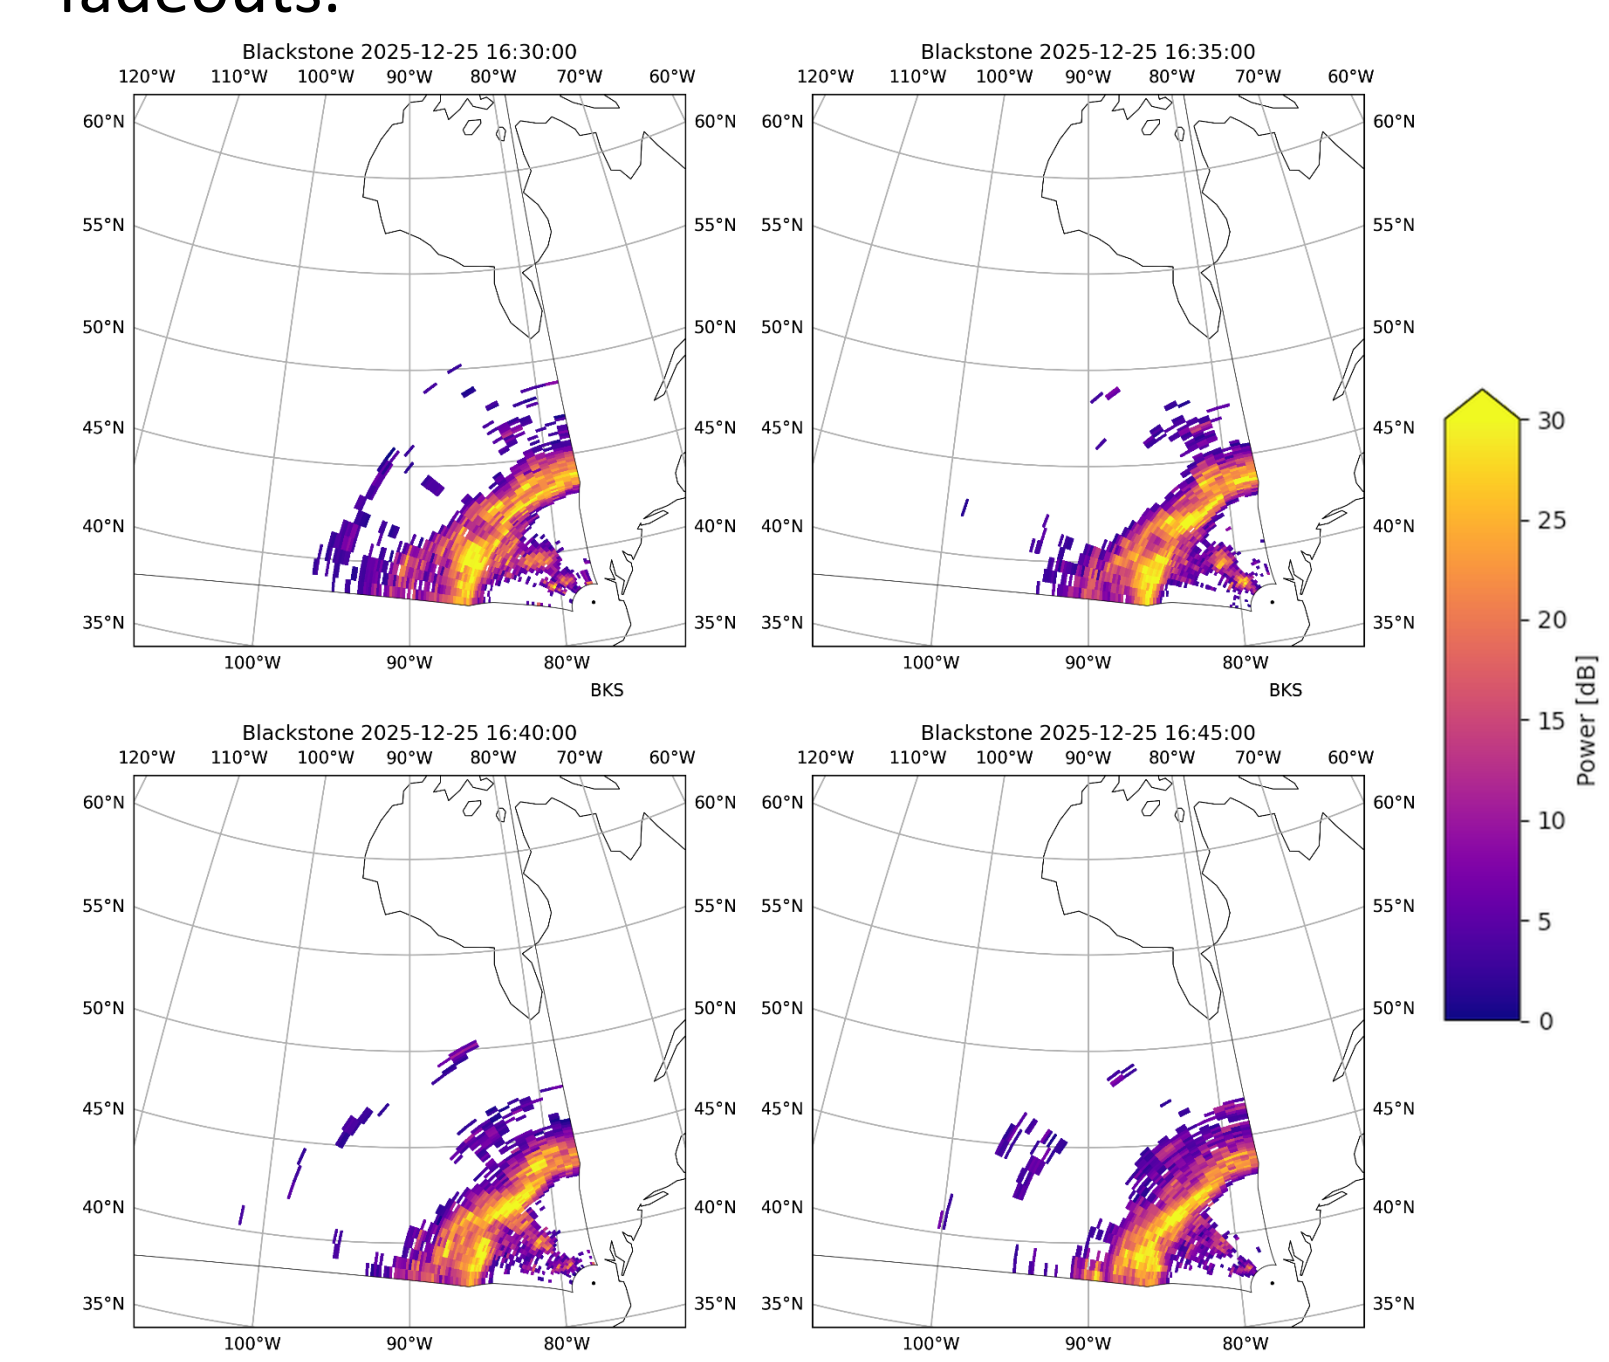 fadeouts.
Blackstone 2025-12-25 16:30:00
120°W 110°W 100°W 90°W 80°W 70°W 60°W
60°N 60°N
55°N 55°N
50°N 50°N
45°N 45°N
40°N 40°N
35°N 35°N
100°W 90°W 80°W
BKS
Blackstone 2025-12-25 16:35:00
120°W 110°W 100°W 90°W 80°W 70°W 60°W
60°N 60°N
55°N 55°N
50°N 50°N
45°N 45°N
40°N 40°N
35°N 35°N
100°W 90°W 80°W
BKS
Blackstone 2025-12-25 16:40:00
120°W 110°W 100°W 90°W 80°W 70°W 60°W
60°N 60°N
55°N 55°N
50°N 50°N
45°N 45°N
40°N 40°N
35°N 35°N
100°W 90°W 80°W
Blackstone 2025-12-25 16:45:00
120°W 110°W 100°W 90°W 80°W 70°W 60°W
60°N 60°N
55°N 55°N
50°N 50°N
45°N 45°N
40°N 40°N
35°N 35°N
100°W 90°W 80°W
30
25
20
15
10
5
0
Power [dB]